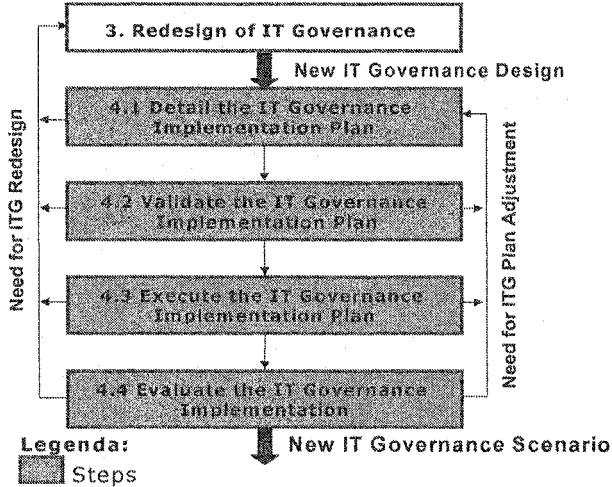 3. Redesign of IT Governance
New IT Governance Design
4.1 Detail the IT Governance
Implementation Plan
4.2 Validate the IT Governance
Implementation Plan
4.3 Execute the IT Governance
Implementation Plan
4.4 Evaluate the IT Governance
Implementation
Need for ITG Redesign
Need for ITG Plan Adjustment
New IT Governance Scenario
Legenda:
Steps